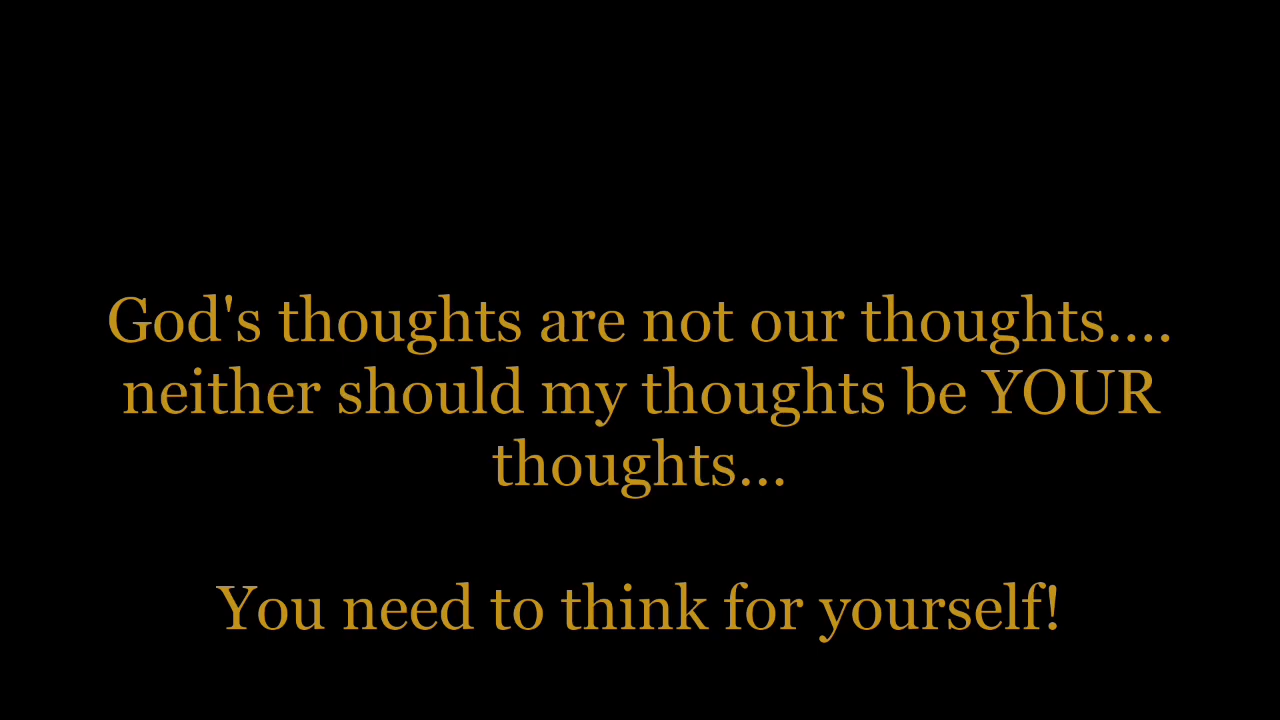 God's thoughts are not our thoughts....
neither should my thoughts be YOUR
thoughts...
You need to think for yourself!